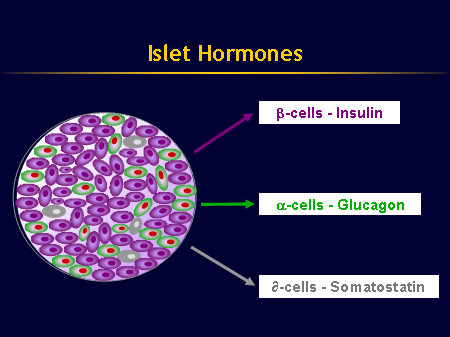 Islet Hormones
β-cells - Insulin
α-cells - Glucagon
∂-cells - Somatostatin